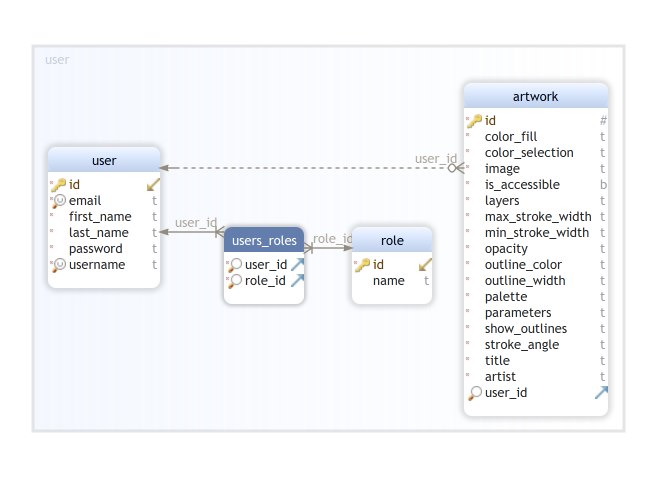 user
artwork
id #
color_fill t
color_selection t
image t
is_accessible b
layers t
max_stroke_width t
min_stroke_width t
opacity t
outline_color t
outline_width t
palette t
parameters t
show_outlines t
stroke_angle t
title t
artist t
user_id
user_id
user
id
email t
first_name t
last_name t
password t
username t
user_id
users_roles
user_id
role_id
role_id
role
id
name t